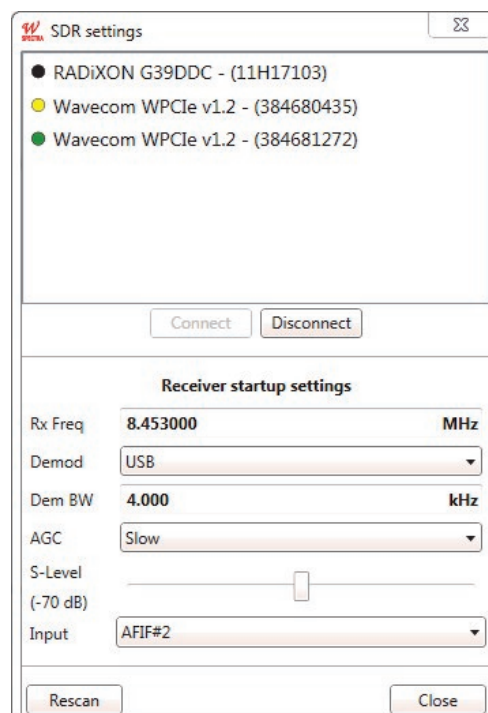 W SPECTRA SDR settings
RADiXON G39DDC - (11H17103)
Wavecom WPCIe v1.2 - (384680435)
Wavecom WPCIe v1.2 - (384681272)
Connect Disconnect
Receiver startup settings
Rx Freq 8.453000 MHz
Demod USB
Dem BW 4.000 kHz
AGC Slow
S-Level
(-70 dB)
Input AFIF#2
Rescan Close